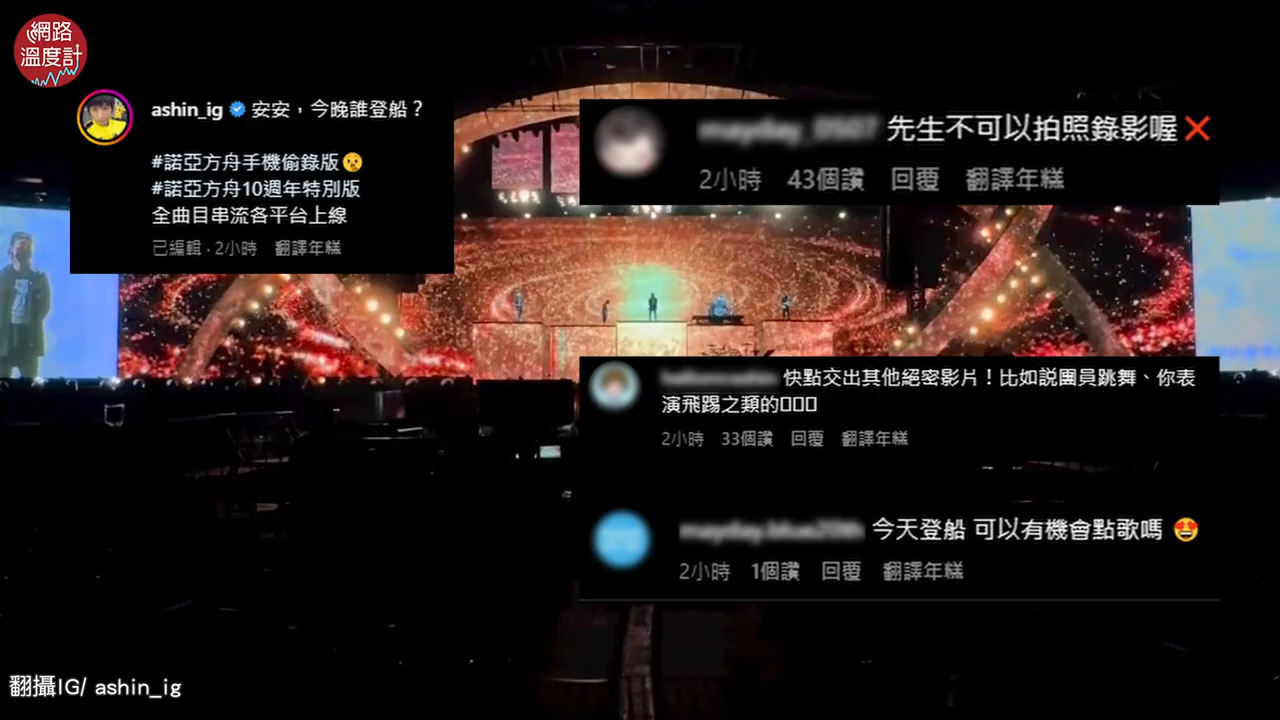 網路
溫度計
ashin_ig 安安，今晚誰登船？
#諾亞方舟手機偷錄版😮
#諾亞方舟10週年特別版
全曲目串流各平台上線
已編輯．2小時 翻譯年糕
先生不可以拍照錄影喔❌
2小時 43個讚 回覆 翻譯年糕
快點交出其他絕密影片！比如說團員跳舞、你表
演飛踢之類的▯▯▯
2小時 33個讚 回覆 翻譯年糕
今天登船 可以有機會點歌嗎 🤩
2小時 1個讚 回覆 翻譯年糕
翻攝IG/ ashin_ig